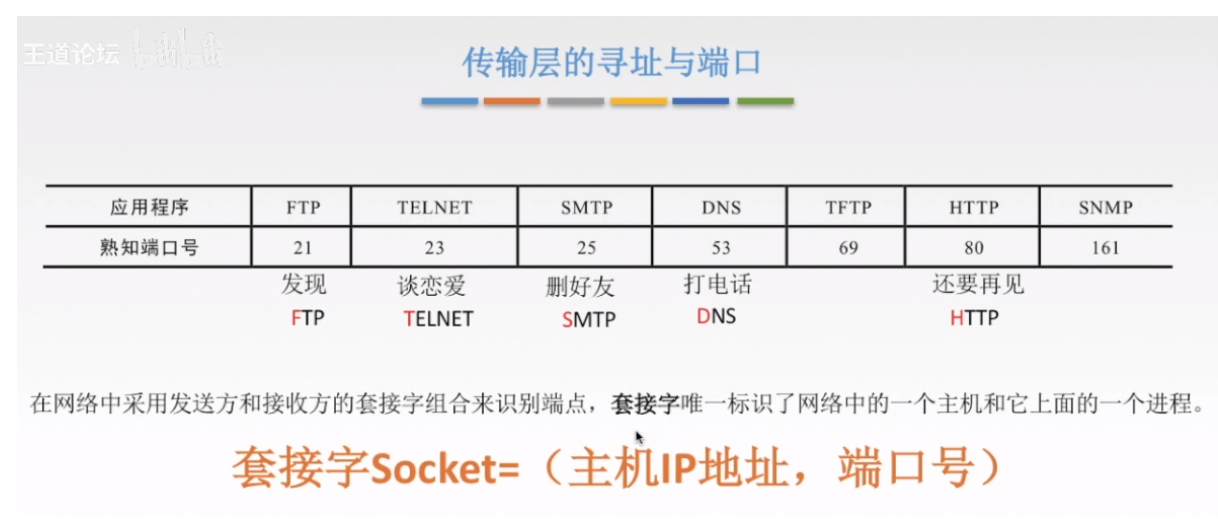 王道论坛
传输层的寻址与端口
应用程序 FTP TELNET SMTP DNS TFTP HTTP SNMP
熟知端口号 21 23 25 53 69 80 161
发现 谈恋爱 删好友 打电话 还要再见
FTP TELNET SMTP DNS HTTP
在网络中采用发送方和接收方的套接字组合来识别端点，套接字唯一标识了网络中的一个主机和它上面的一个进程。
套接字Socket=（主机IP地址，端口号）